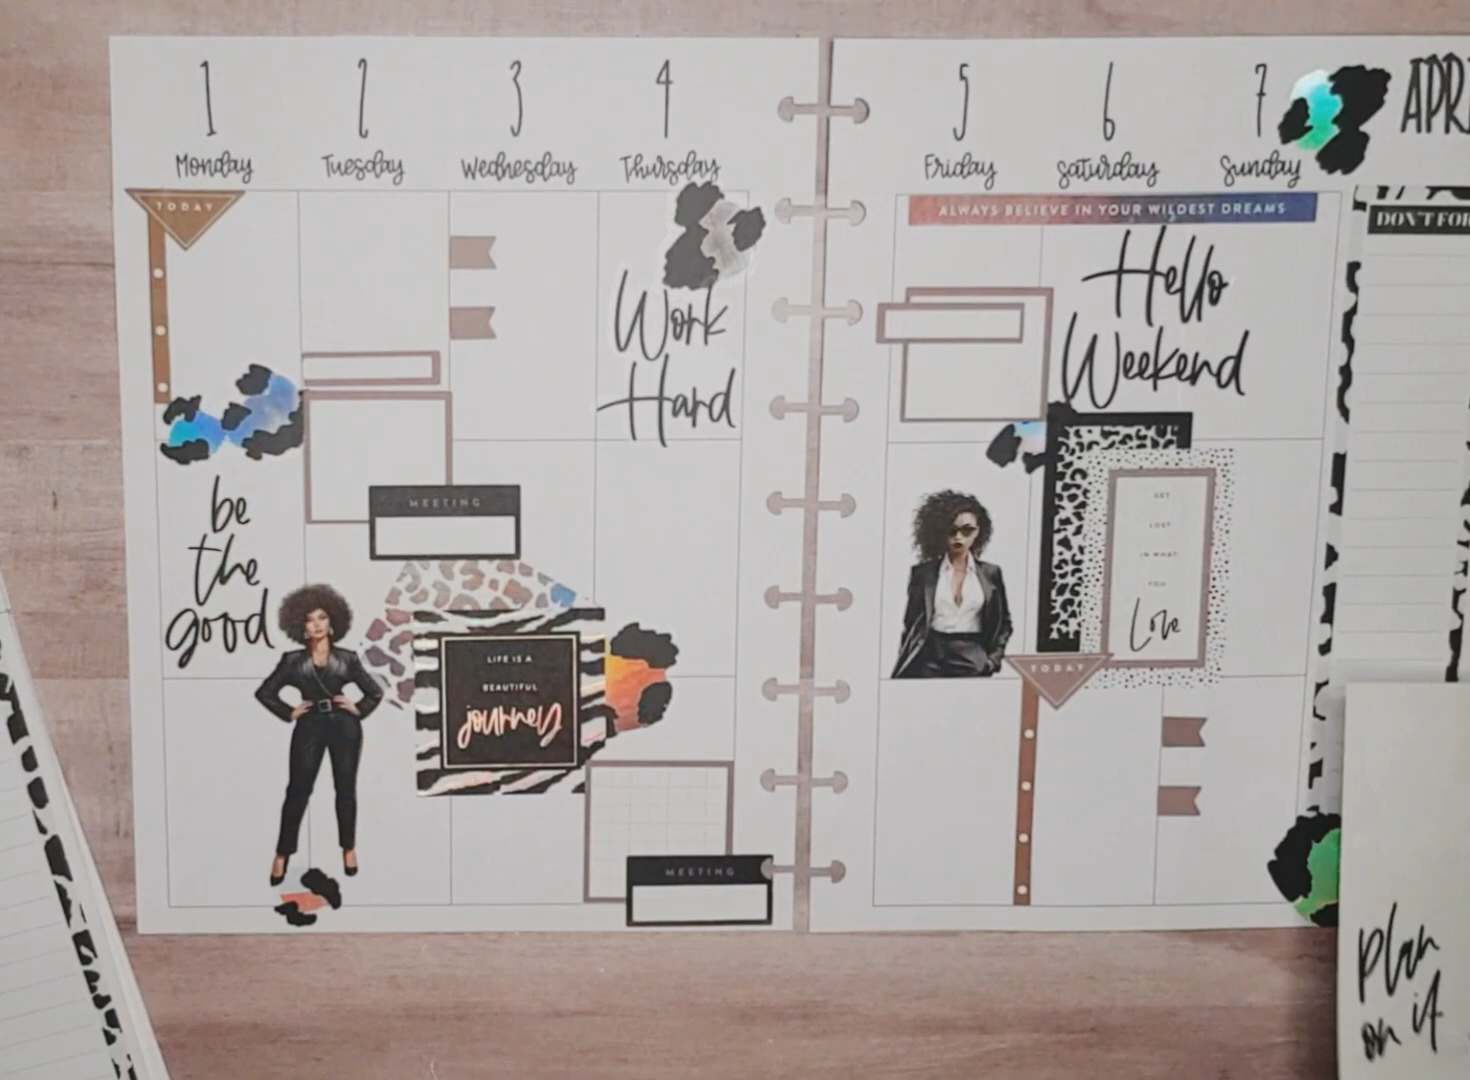 1
Monday
2
Tuesday
3
Wednesday
4
Thursday
TODAY
Work
Hard
be
the
good
MEETING
LIFE IS A
BEAUTIFUL
journey
MEETING
5
Friday
6
Saturday
7
Sunday
ALWAYS BELIEVE IN YOUR WILDEST DREAMS
Hello
Weekend
GET
LOST
IN WHAT
YOU
Love
TODAY
APR
DON'T FOR
Plan
on it